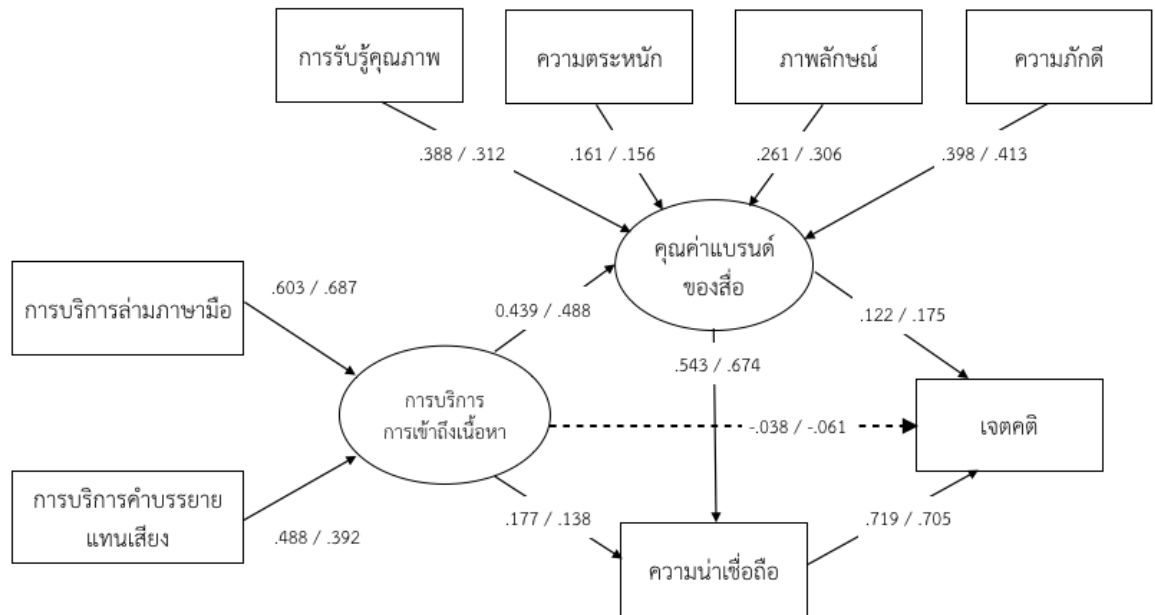 การรับรู้คุณภาพ
ความตระหนัก
ภาพลักษณ์
ความภักดี
.388 / .312
.161 / .156
.261 / .306
.398 / .413
คุณค่าแบรนด์
ของสื่อ
การบริการล่ามภาษามือ
.603 / .687
0.439 / .488
.122 / .175
.543 / .674
การบริการ
การเข้าถึงเนื้อหา
-.038 / -.061
เจตคติ
การบริการคำบรรยาย
แทนเสียง
.488 / .392
.177 / .138
.719 / .705
ความน่าเชื่อถือ